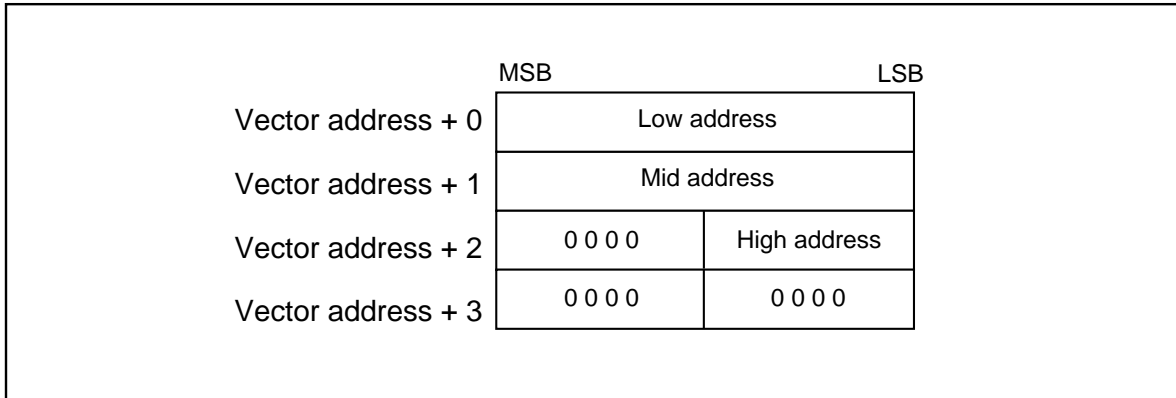 MSB LSB
Vector address + 0 Low address
Vector address + 1 Mid address
Vector address + 2 0 0 0 0 High address
Vector address + 3 0 0 0 0 0 0 0 0